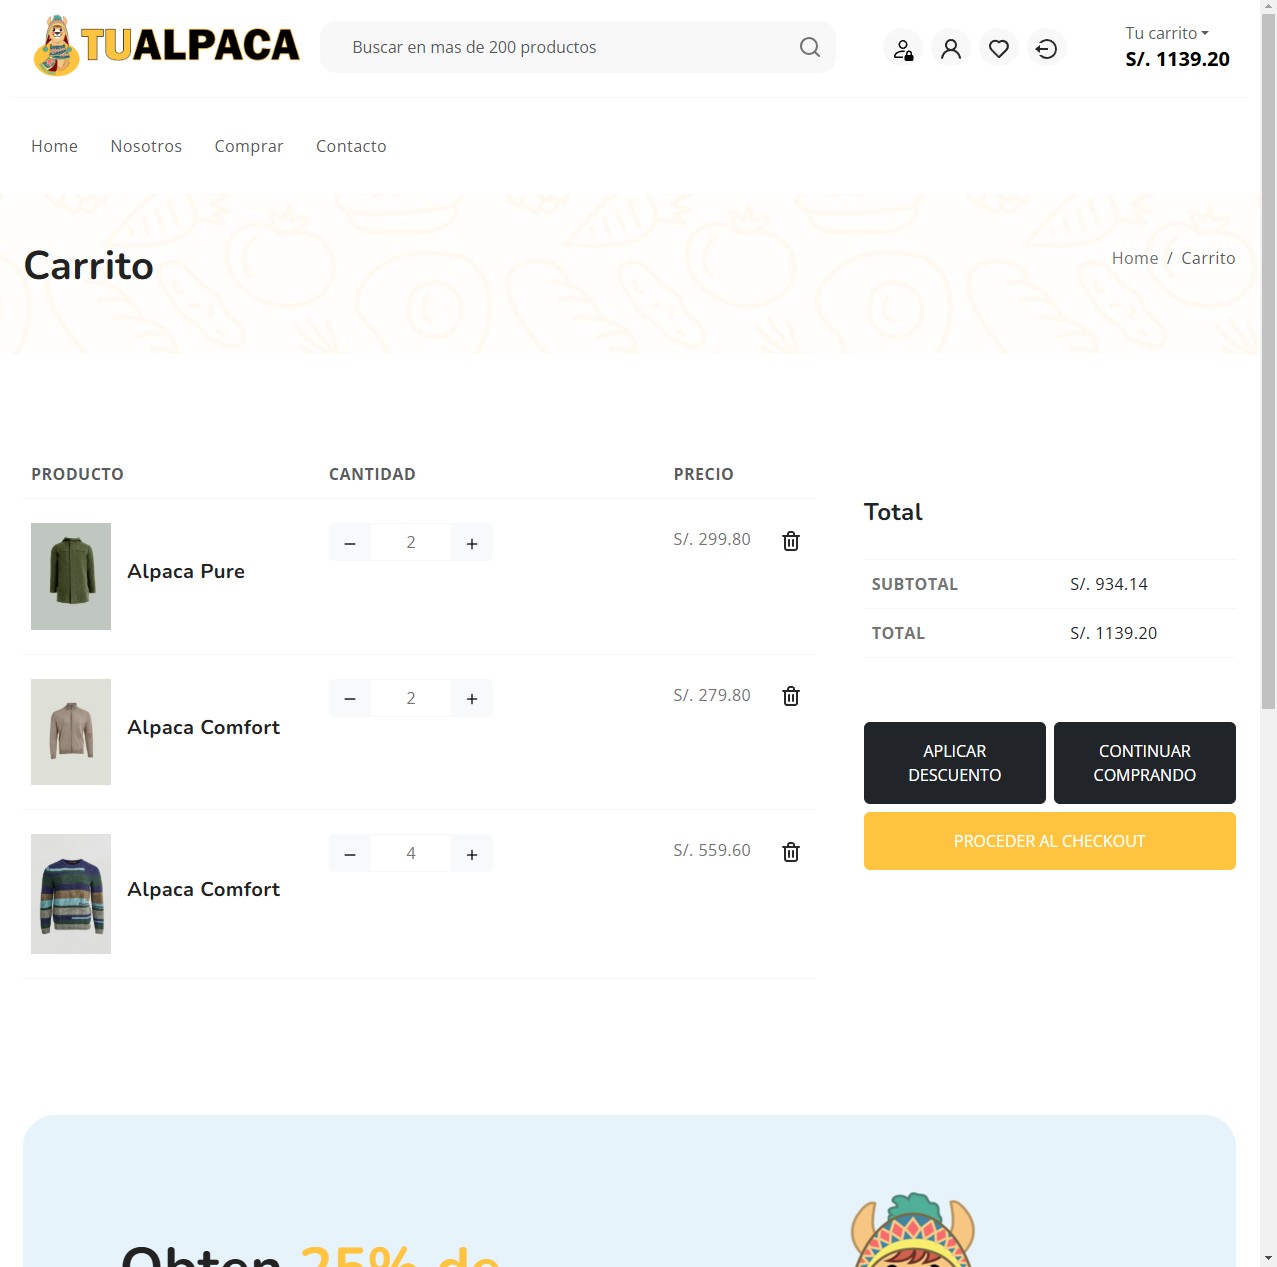 TUALPACA
Buscar en mas de 200 productos
Tu carrito
S/. 1139.20
Home Nosotros Comprar Contacto
Carrito
Home / Carrito
PRODUCTO CANTIDAD PRECIO
Alpaca Pure
− 2 +
S/. 299.80
Alpaca Comfort
− 2 +
S/. 279.80
Alpaca Comfort
− 4 +
S/. 559.60
Total
SUBTOTAL S/. 934.14
TOTAL S/. 1139.20
APLICAR
DESCUENTO
CONTINUAR
COMPRANDO
PROCEDER AL CHECKOUT
Obten 25% de